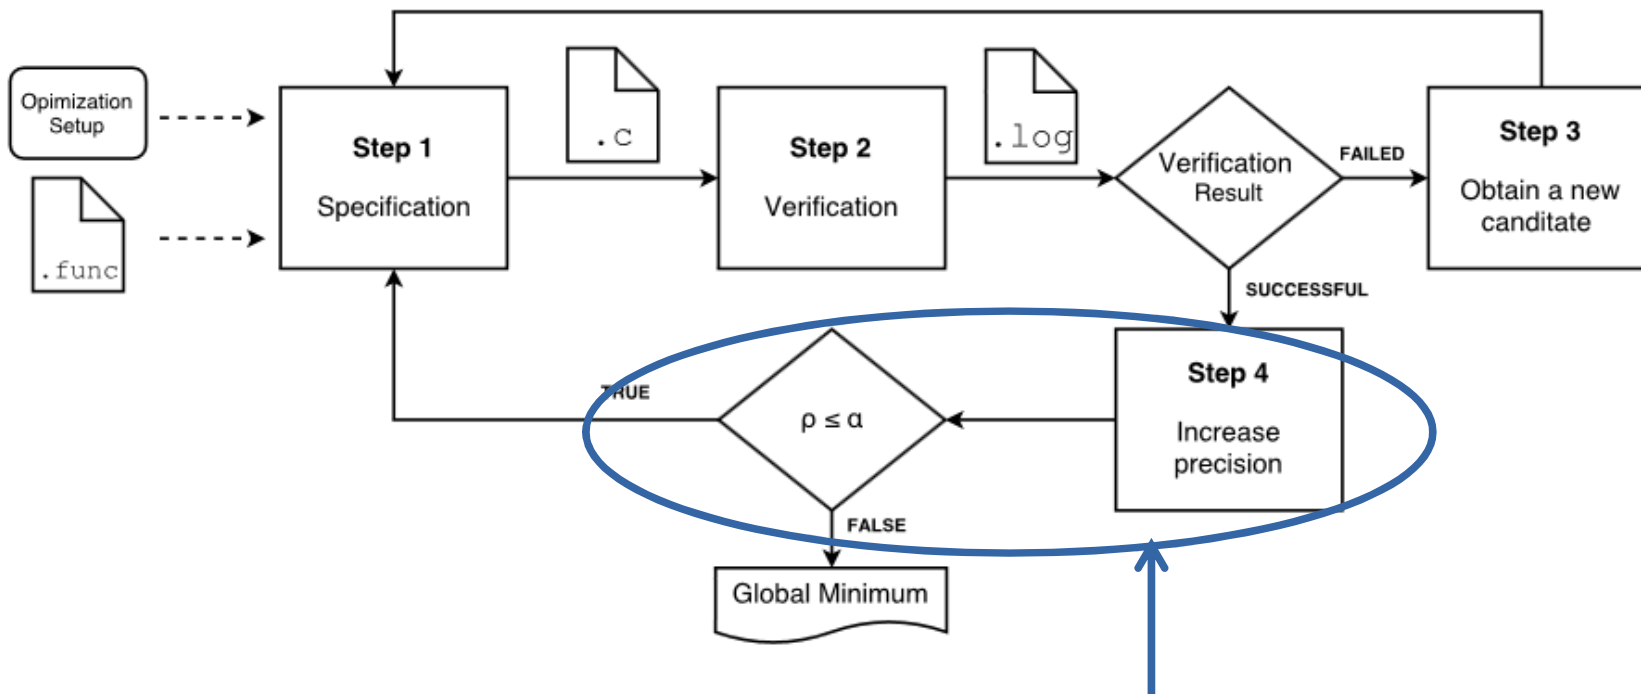 Opimization
Setup
.func
Step 1
Specification
.c
Step 2
Verification
.log
Verification
Result
FAILED
Step 3
Obtain a new
canditate
SUCCESSFUL
Step 4
Increase
precision
ρ ≤ α
TRUE
FALSE
Global Minimum